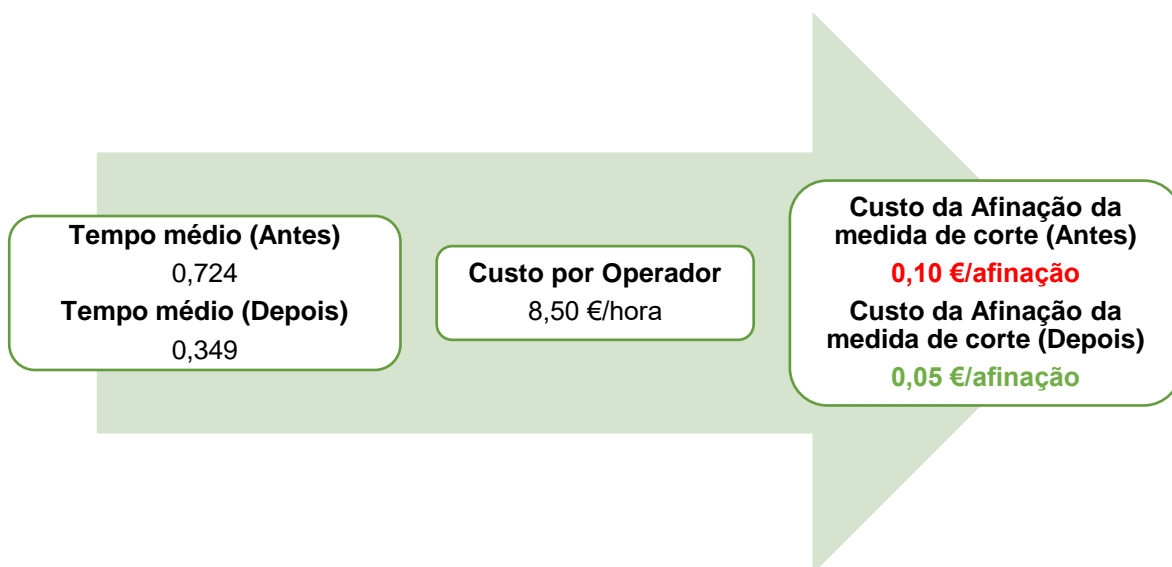 Tempo médio (Antes)
0,724
Tempo médio (Depois)
0,349
Custo por Operador
8,50 €/hora
Custo da Afinação da
medida de corte (Antes)
0,10 €/afinação
Custo da Afinação da
medida de corte (Depois)
0,05 €/afinação